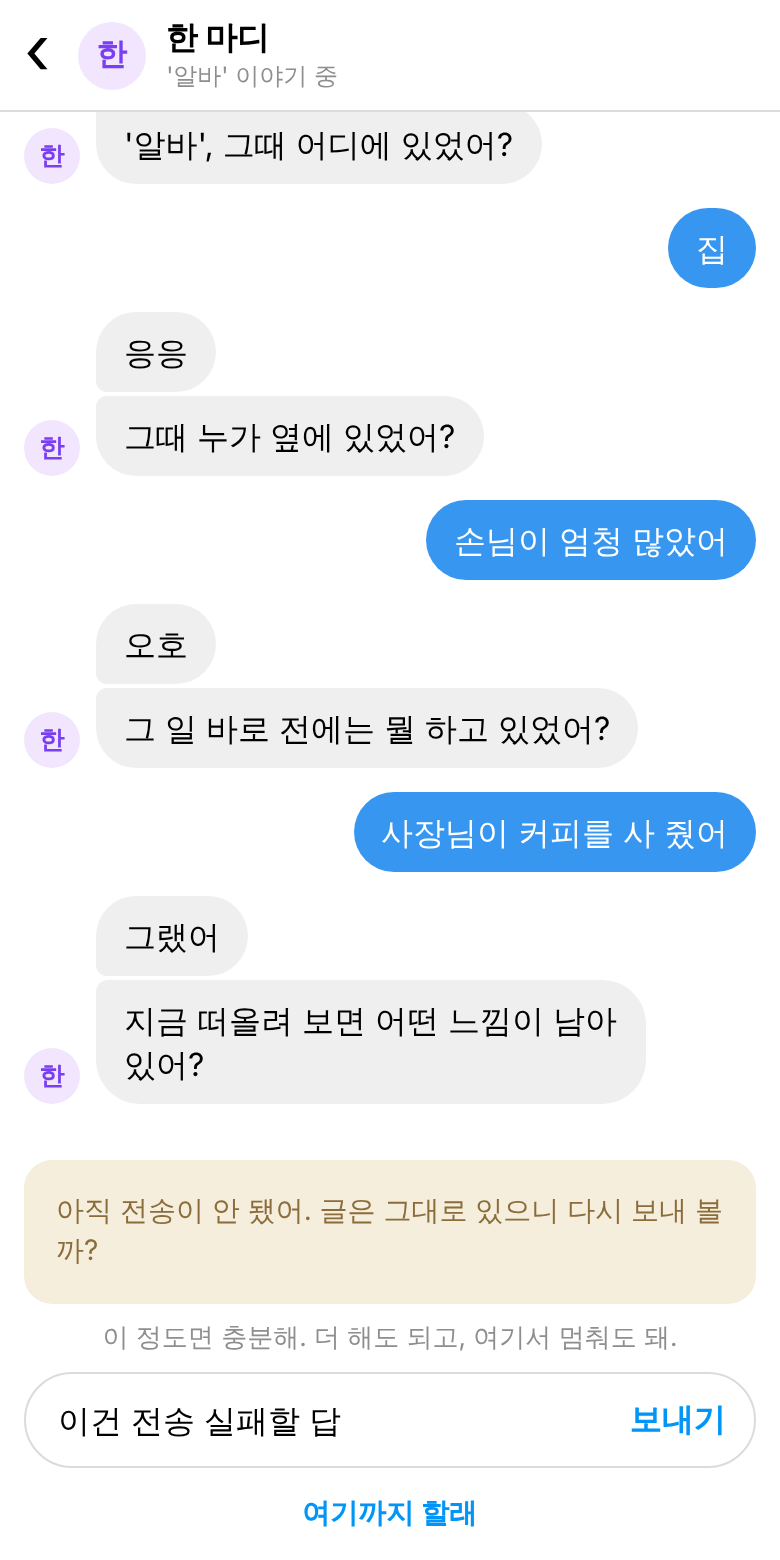 한
한 마디
'알바' 이야기 중
한
'알바', 그때 어디에 있었어?
집
응응
한
그때 누가 옆에 있었어?
손님이 엄청 많았어
오호
한
그 일 바로 전에는 뭘 하고 있었어?
사장님이 커피를 사 줬어
그랬어
지금 떠올려 보면 어떤 느낌이 남아
있어?
한
아직 전송이 안 됐어. 글은 그대로 있으니 다시 보내 볼
까?
이 정도면 충분해. 더 해도 되고, 여기서 멈춰도 돼.
이건 전송 실패할 답
보내기
여기까지 할래